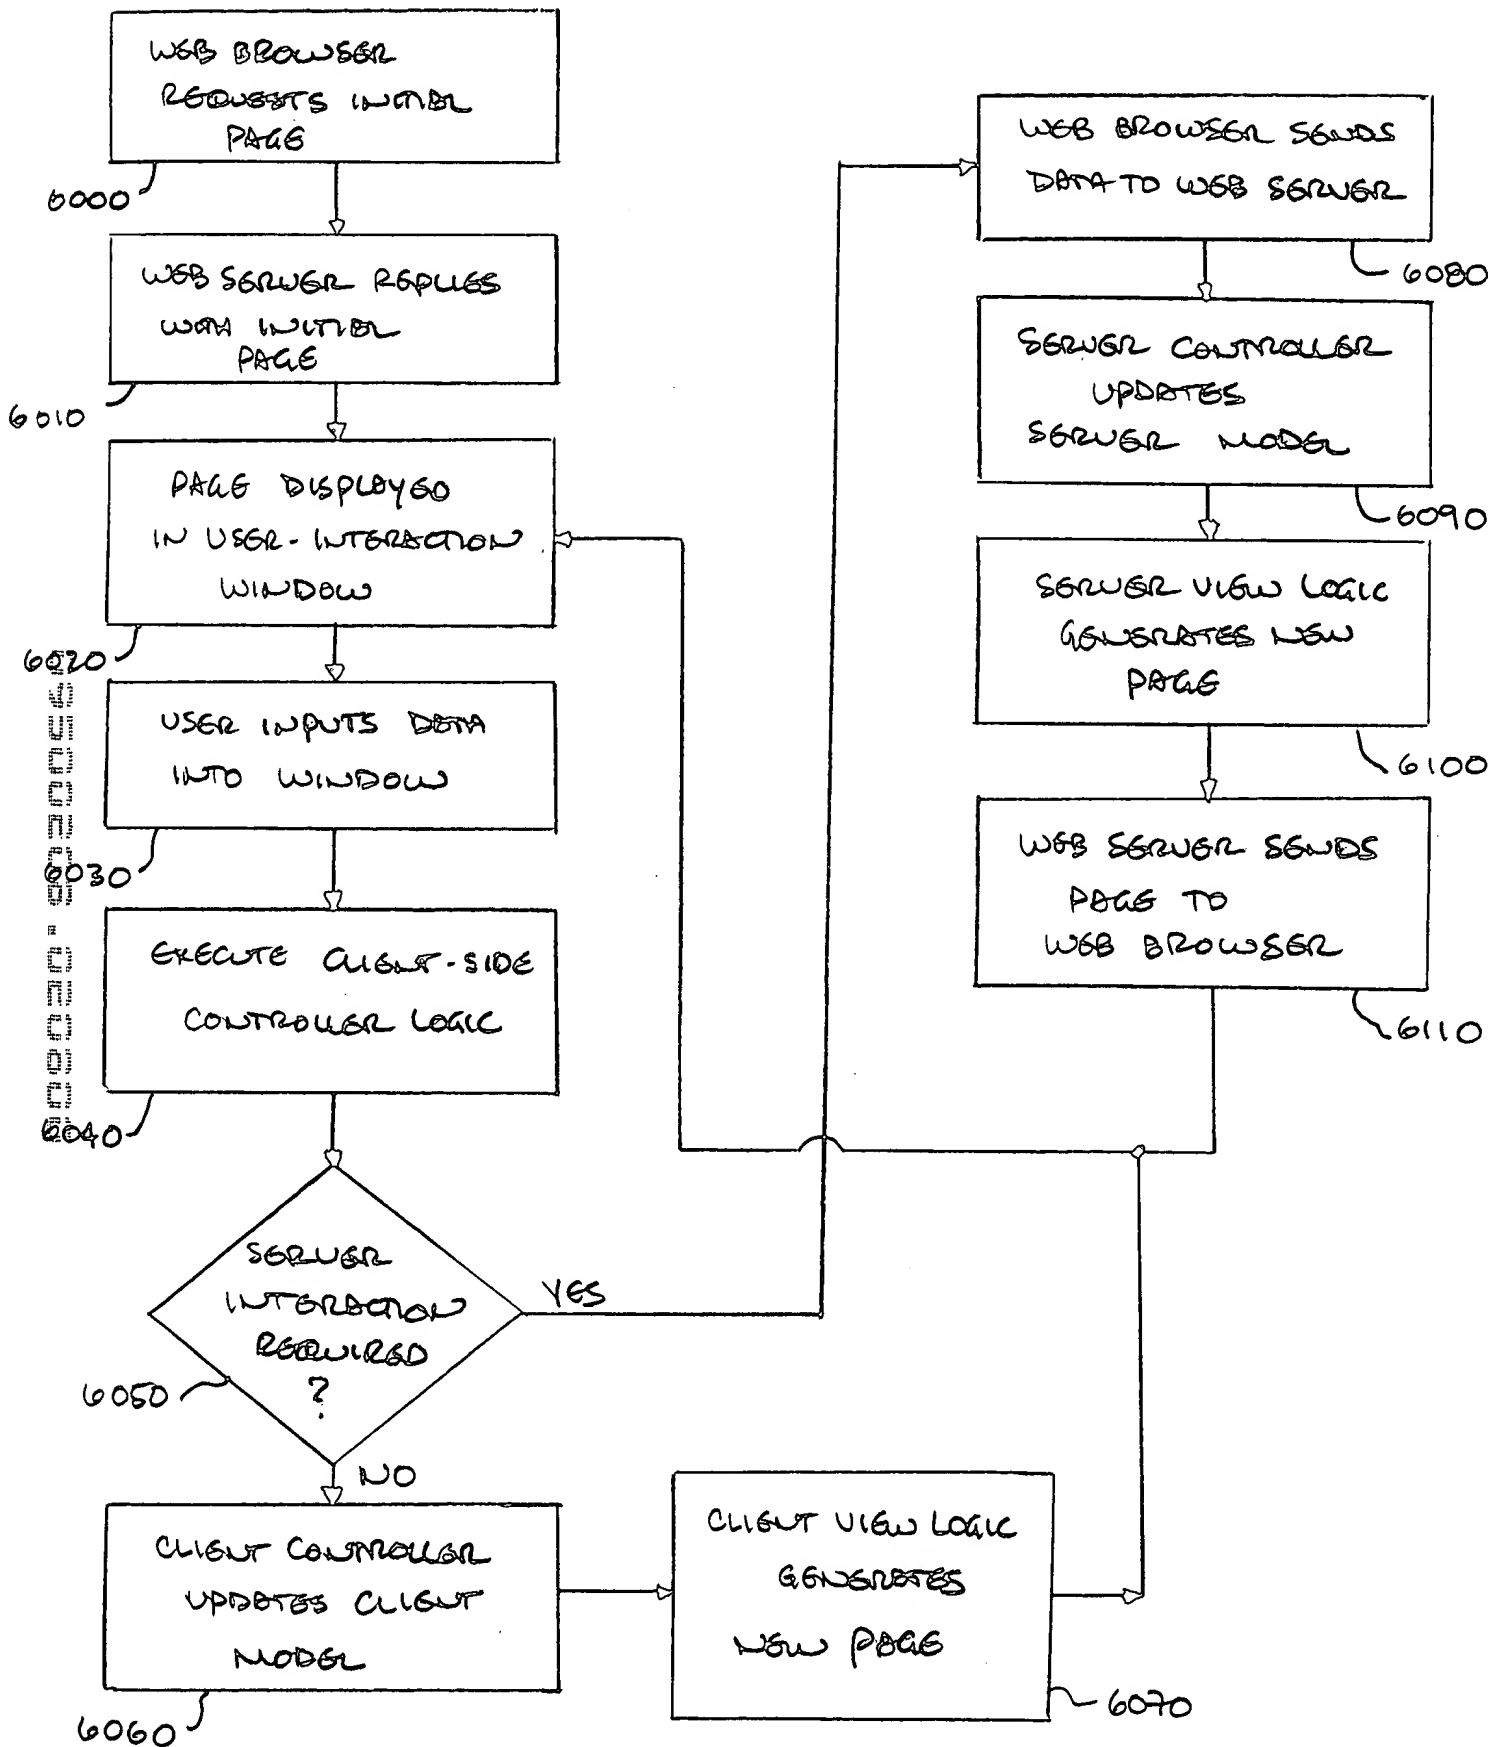 WEB BROWSER
REQUESTS INITIAL
PAGE
6000
WEB SERVER REPLIES
WITH INITIAL
PAGE
6010
PAGE DISPLAYED
IN USER-INTERACTION
WINDOW
6020
USER INPUTS DATA
INTO WINDOW
6030
EXECUTE CLIENT-SIDE
CONTROLLER LOGIC
6040
SERVER
INTERACTION
REQUIRED
?
6050
YES
NO
CLIENT CONTROLLER
UPDATES CLIENT
MODEL
6060
CLIENT VIEW LOGIC
GENERATES
NEW PAGE
6070
WEB BROWSER SENDS
DATA TO WEB SERVER
6080
SERVER CONTROLLER
UPDATES
SERVER MODEL
6090
SERVER VIEW LOGIC
GENERATES NEW
PAGE
6100
WEB SERVER SENDS
PAGE TO
WEB BROWSER
6110